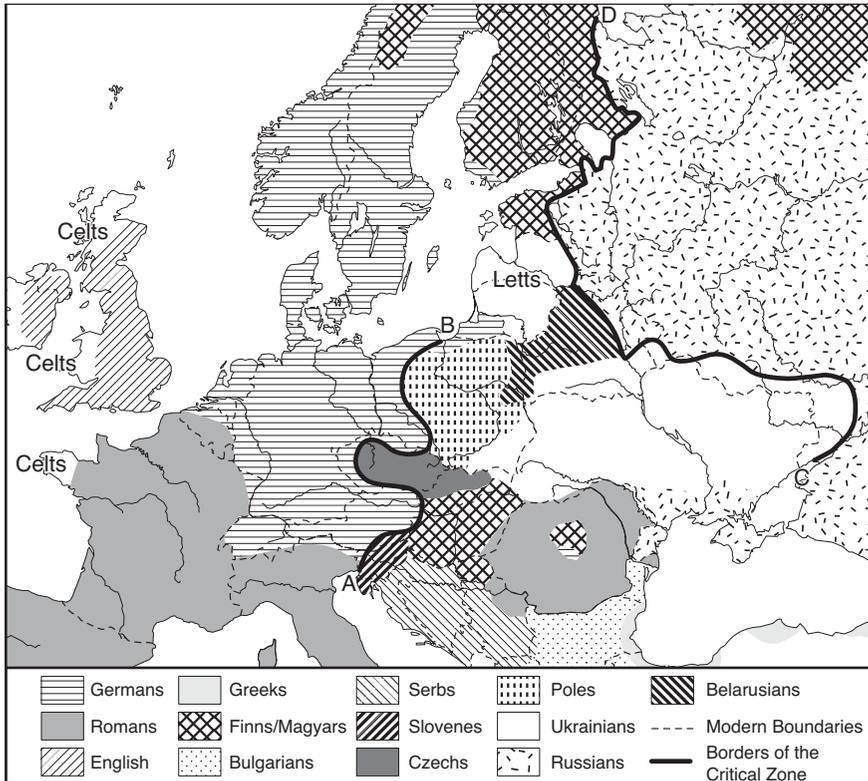 D
Celts
Letts
B
Celts
Celts
C
A
Germans
Greeks
Serbs
Poles
Belarusians
Romans
Finns/Magyars
Slovenes
Ukrainians
Modern Boundaries
English
Bulgarians
Czechs
Russians
Borders of the
Critical Zone